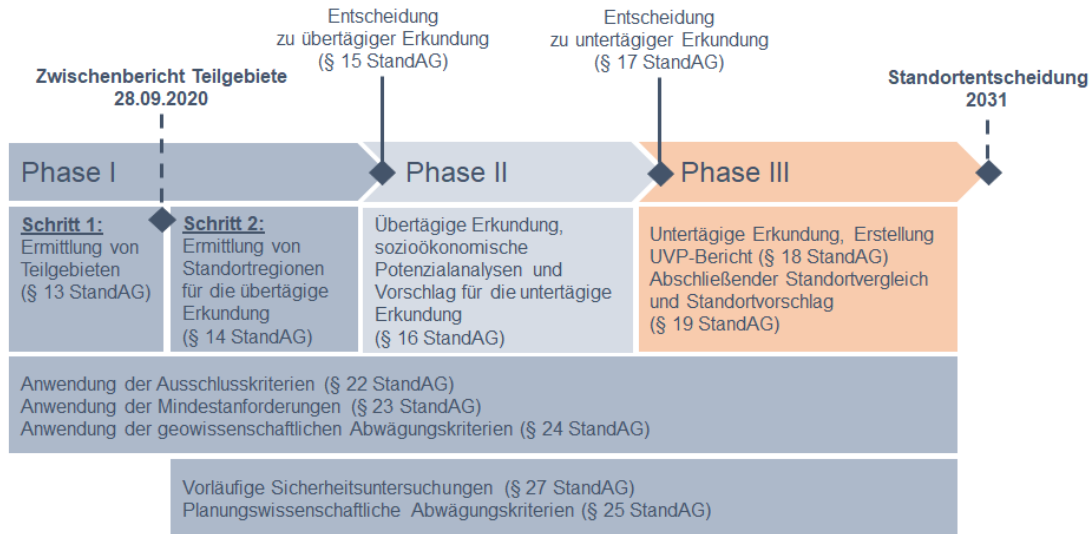 Entscheidung
zu übertägiger Erkundung
(§ 15 StandAG)
Entscheidung
zu untertägiger Erkundung
(§ 17 StandAG)
Zwischenbericht Teilgebiete
28.09.2020
Standortentscheidung
2031
Phase I
Phase II
Phase III
Schritt 1:
Ermittlung von
Teilgebieten
(§ 13 StandAG)
Schritt 2:
Ermittlung von
Standortregionen
für die übertägige
Erkundung
(§ 14 StandAG)
Übertägige Erkundung,
sozioökonomische
Potenzialanalysen und
Vorschlag für die untertägige
Erkundung
(§ 16 StandAG)
Untertägige Erkundung, Erstellung
UVP-Bericht (§ 18 StandAG)
Abschließender Standortvergleich
und Standortvorschlag
(§ 19 StandAG)
Anwendung der Ausschlusskriterien (§ 22 StandAG)
Anwendung der Mindestanforderungen (§ 23 StandAG)
Anwendung der geowissenschaftlichen Abwägungskriterien (§ 24 StandAG)
Vorläufige Sicherheitsuntersuchungen (§ 27 StandAG)
Planungswissenschaftliche Abwägungskriterien (§ 25 StandAG)